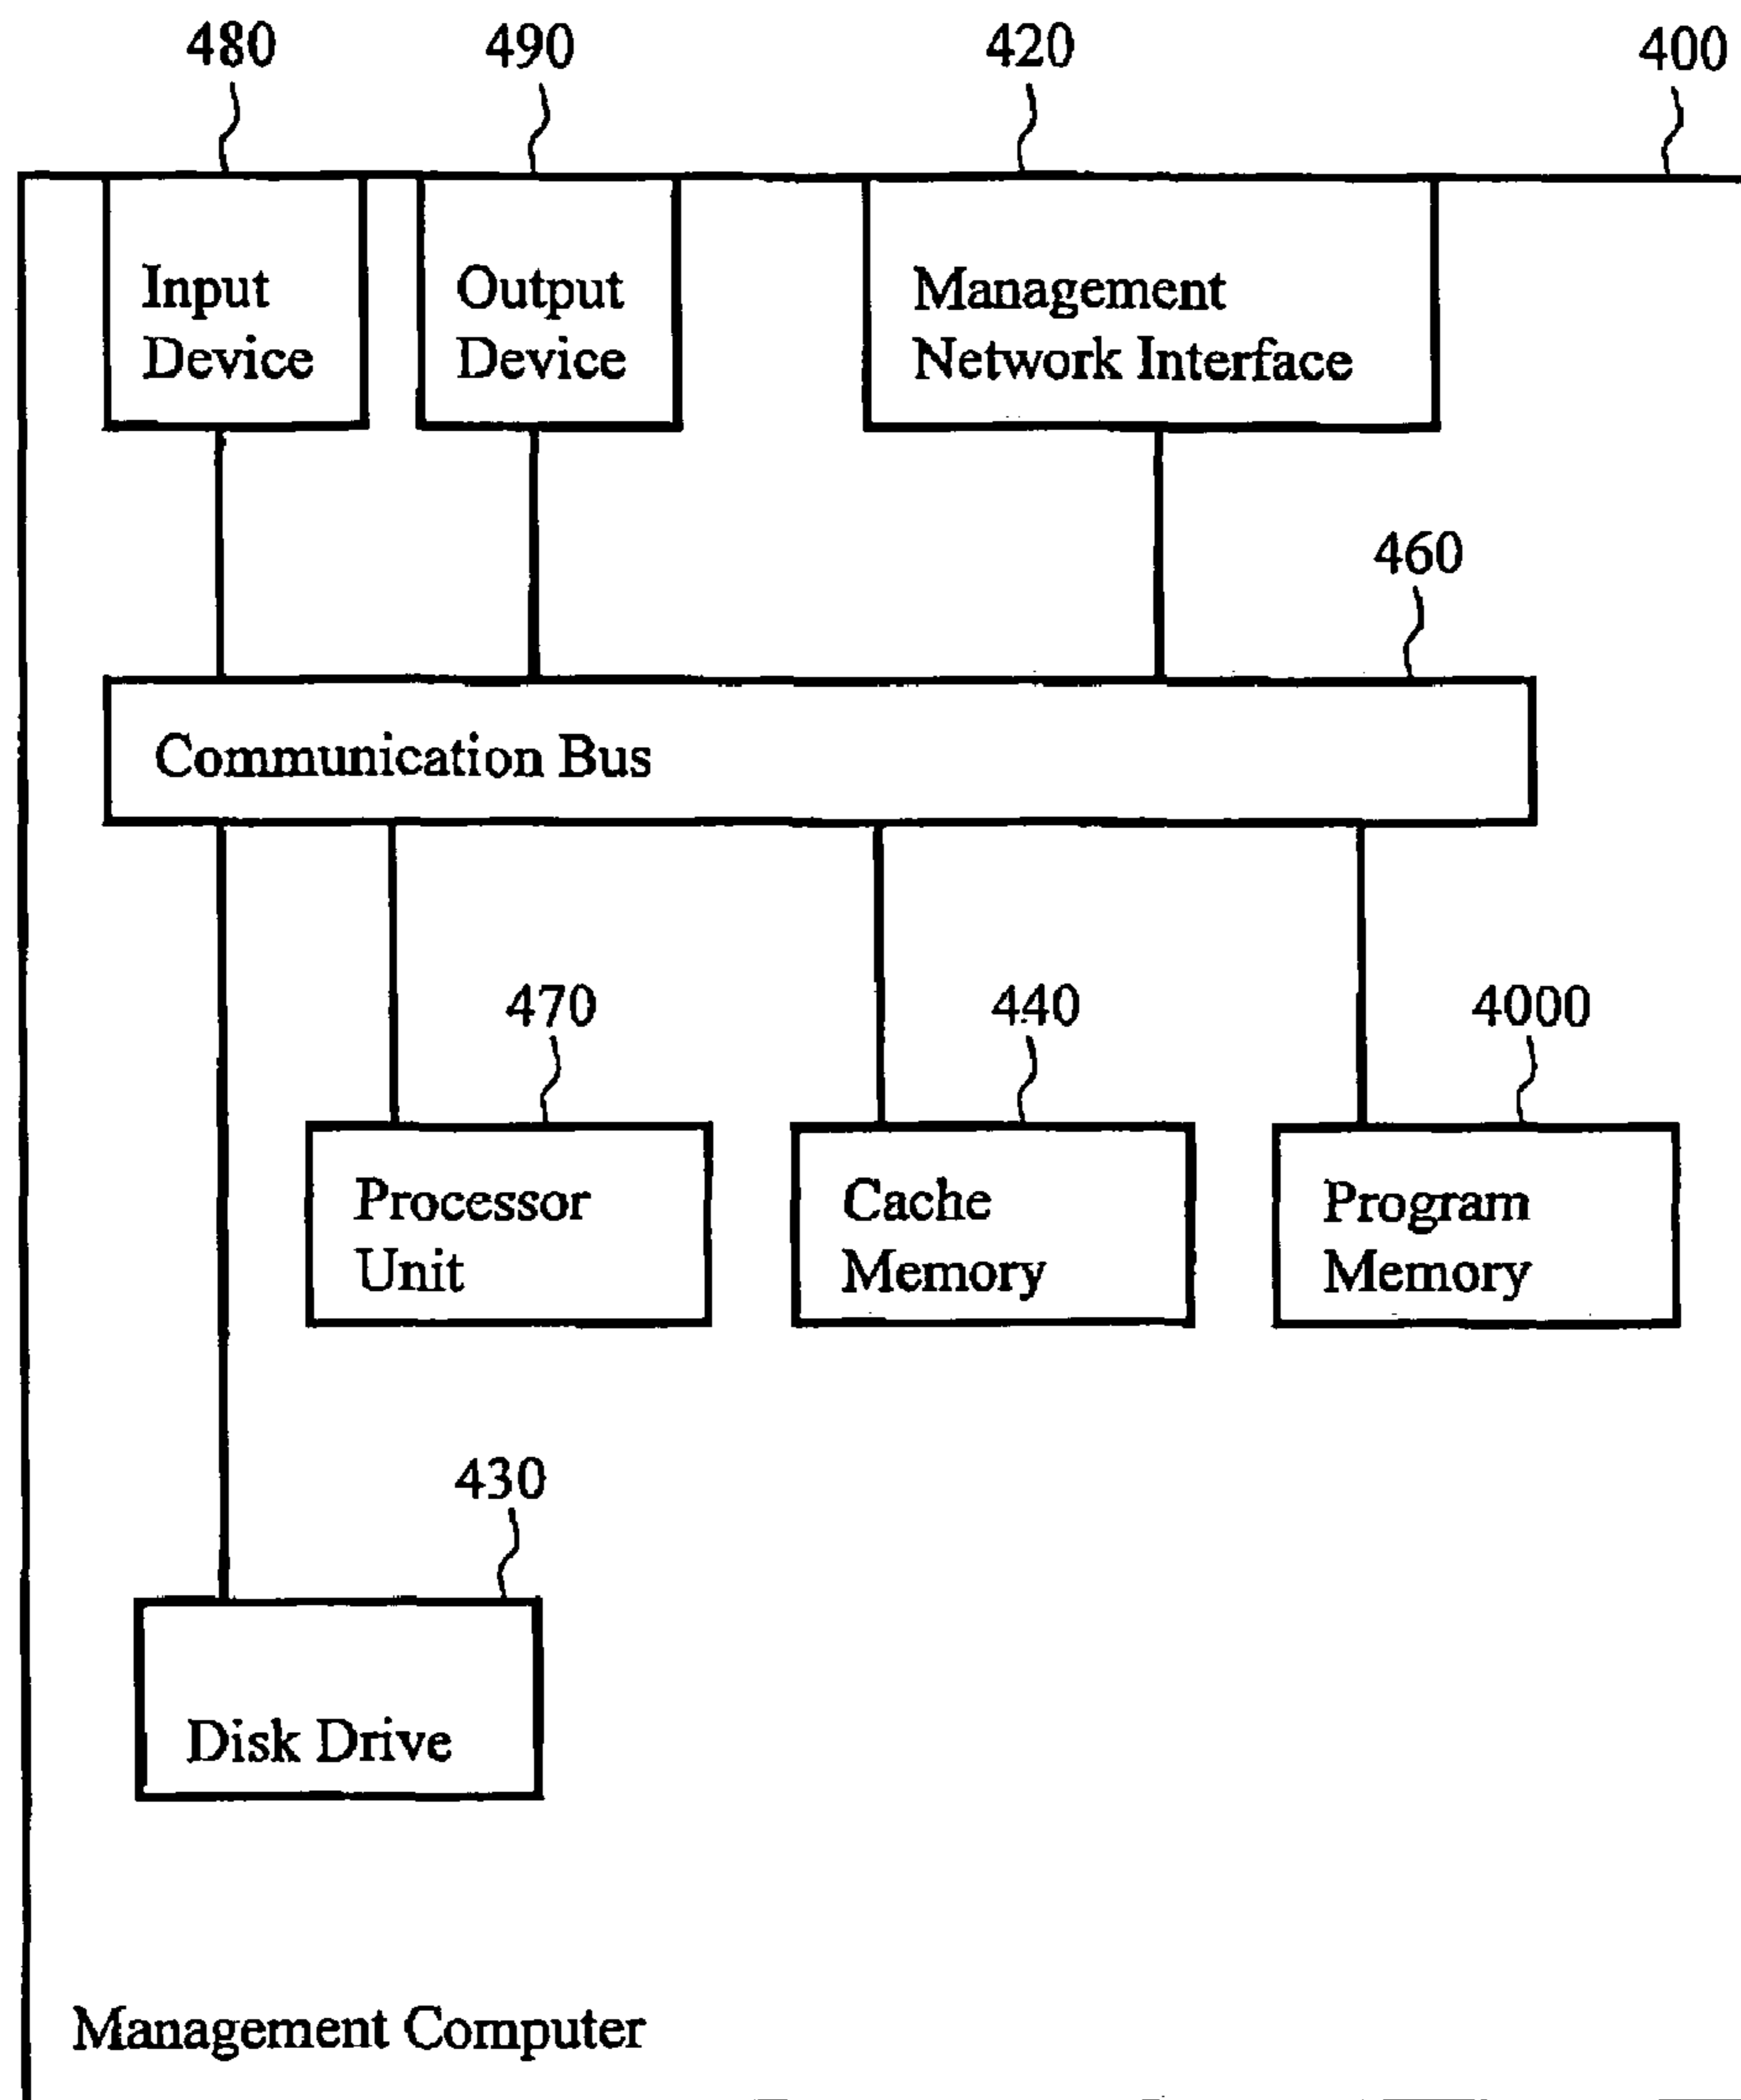 480 490 420 400
Input Device
Output Device
Management Network Interface
460
Communication Bus
470 440 4000
Processor Unit
Cache Memory
Program Memory
430
Disk Drive
Management Computer